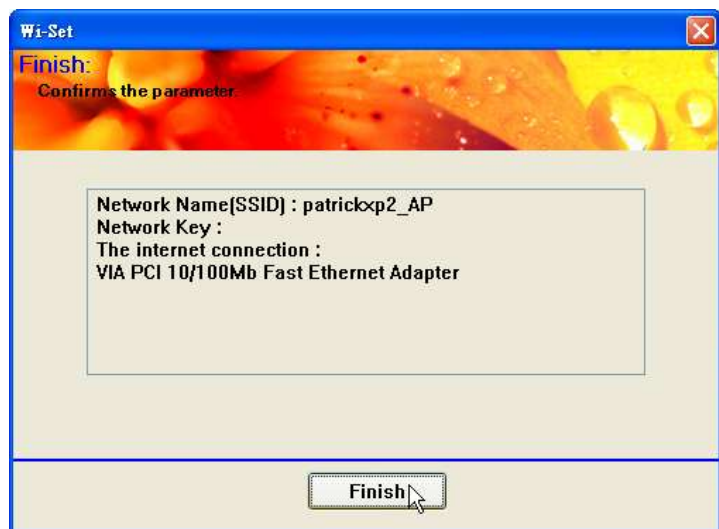 Wi-Set
Finish:
Confirms the parameter.
Network Name(SSID) : patrickxp2_AP
Network Key :
The internet connection :
VIA PCI 10/100Mb Fast Ethernet Adapter
Finish